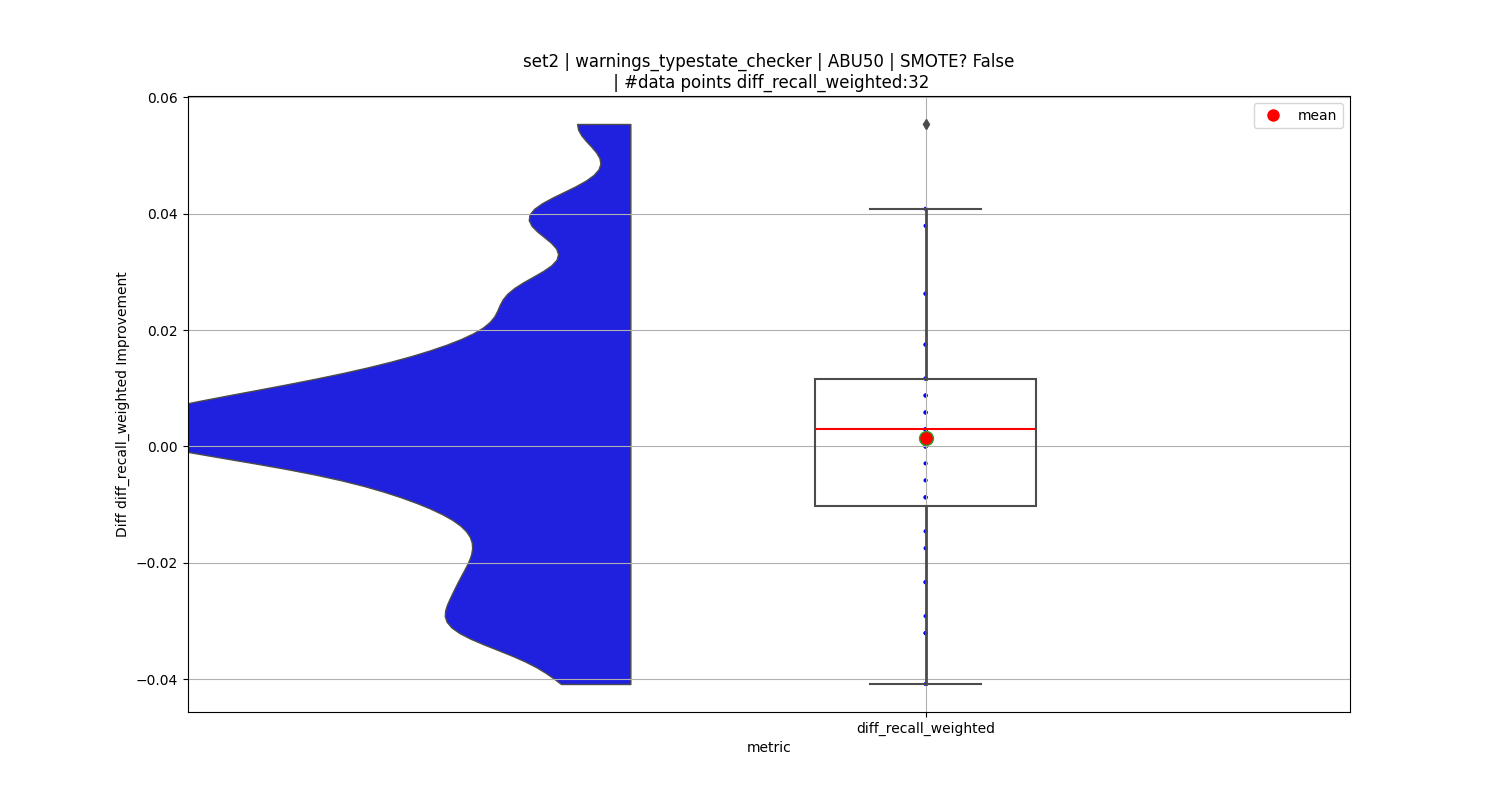 set2 | warnings_typestate_checker | ABU50 | SMOTE? False
| #data points diff_recall_weighted:32
mean
0.06
0.04
0.02
0.00
−0.02
−0.04
Diff diff_recall_weighted Improvement
diff_recall_weighted
metric